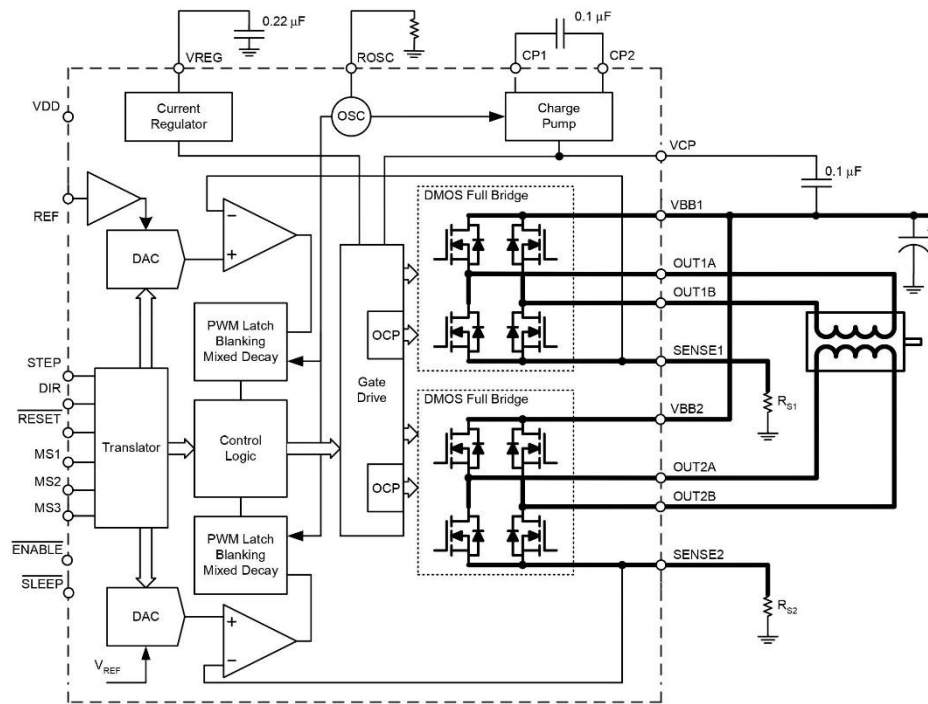 0.22 μF
0.1 μF
VREG
ROSC
CP1
CP2
VDD
Current
Regulator
OSC
Charge
Pump
VCP
0.1 μF
REF
DMOS Full Bridge
VBB1
−
+
DAC
OUT1A
OUT1B
PWM Latch
Blanking
Mixed Decay
OCP
SENSE1
STEP
DIR
RESET
MS1
MS2
MS3
Translator
Control
Logic
Gate
Drive
DMOS Full Bridge
RS1
VBB2
OUT2A
OCP
OUT2B
PWM Latch
Blanking
Mixed Decay
ENABLE
SLEEP
SENSE2
DAC
+
−
RS2
VREF